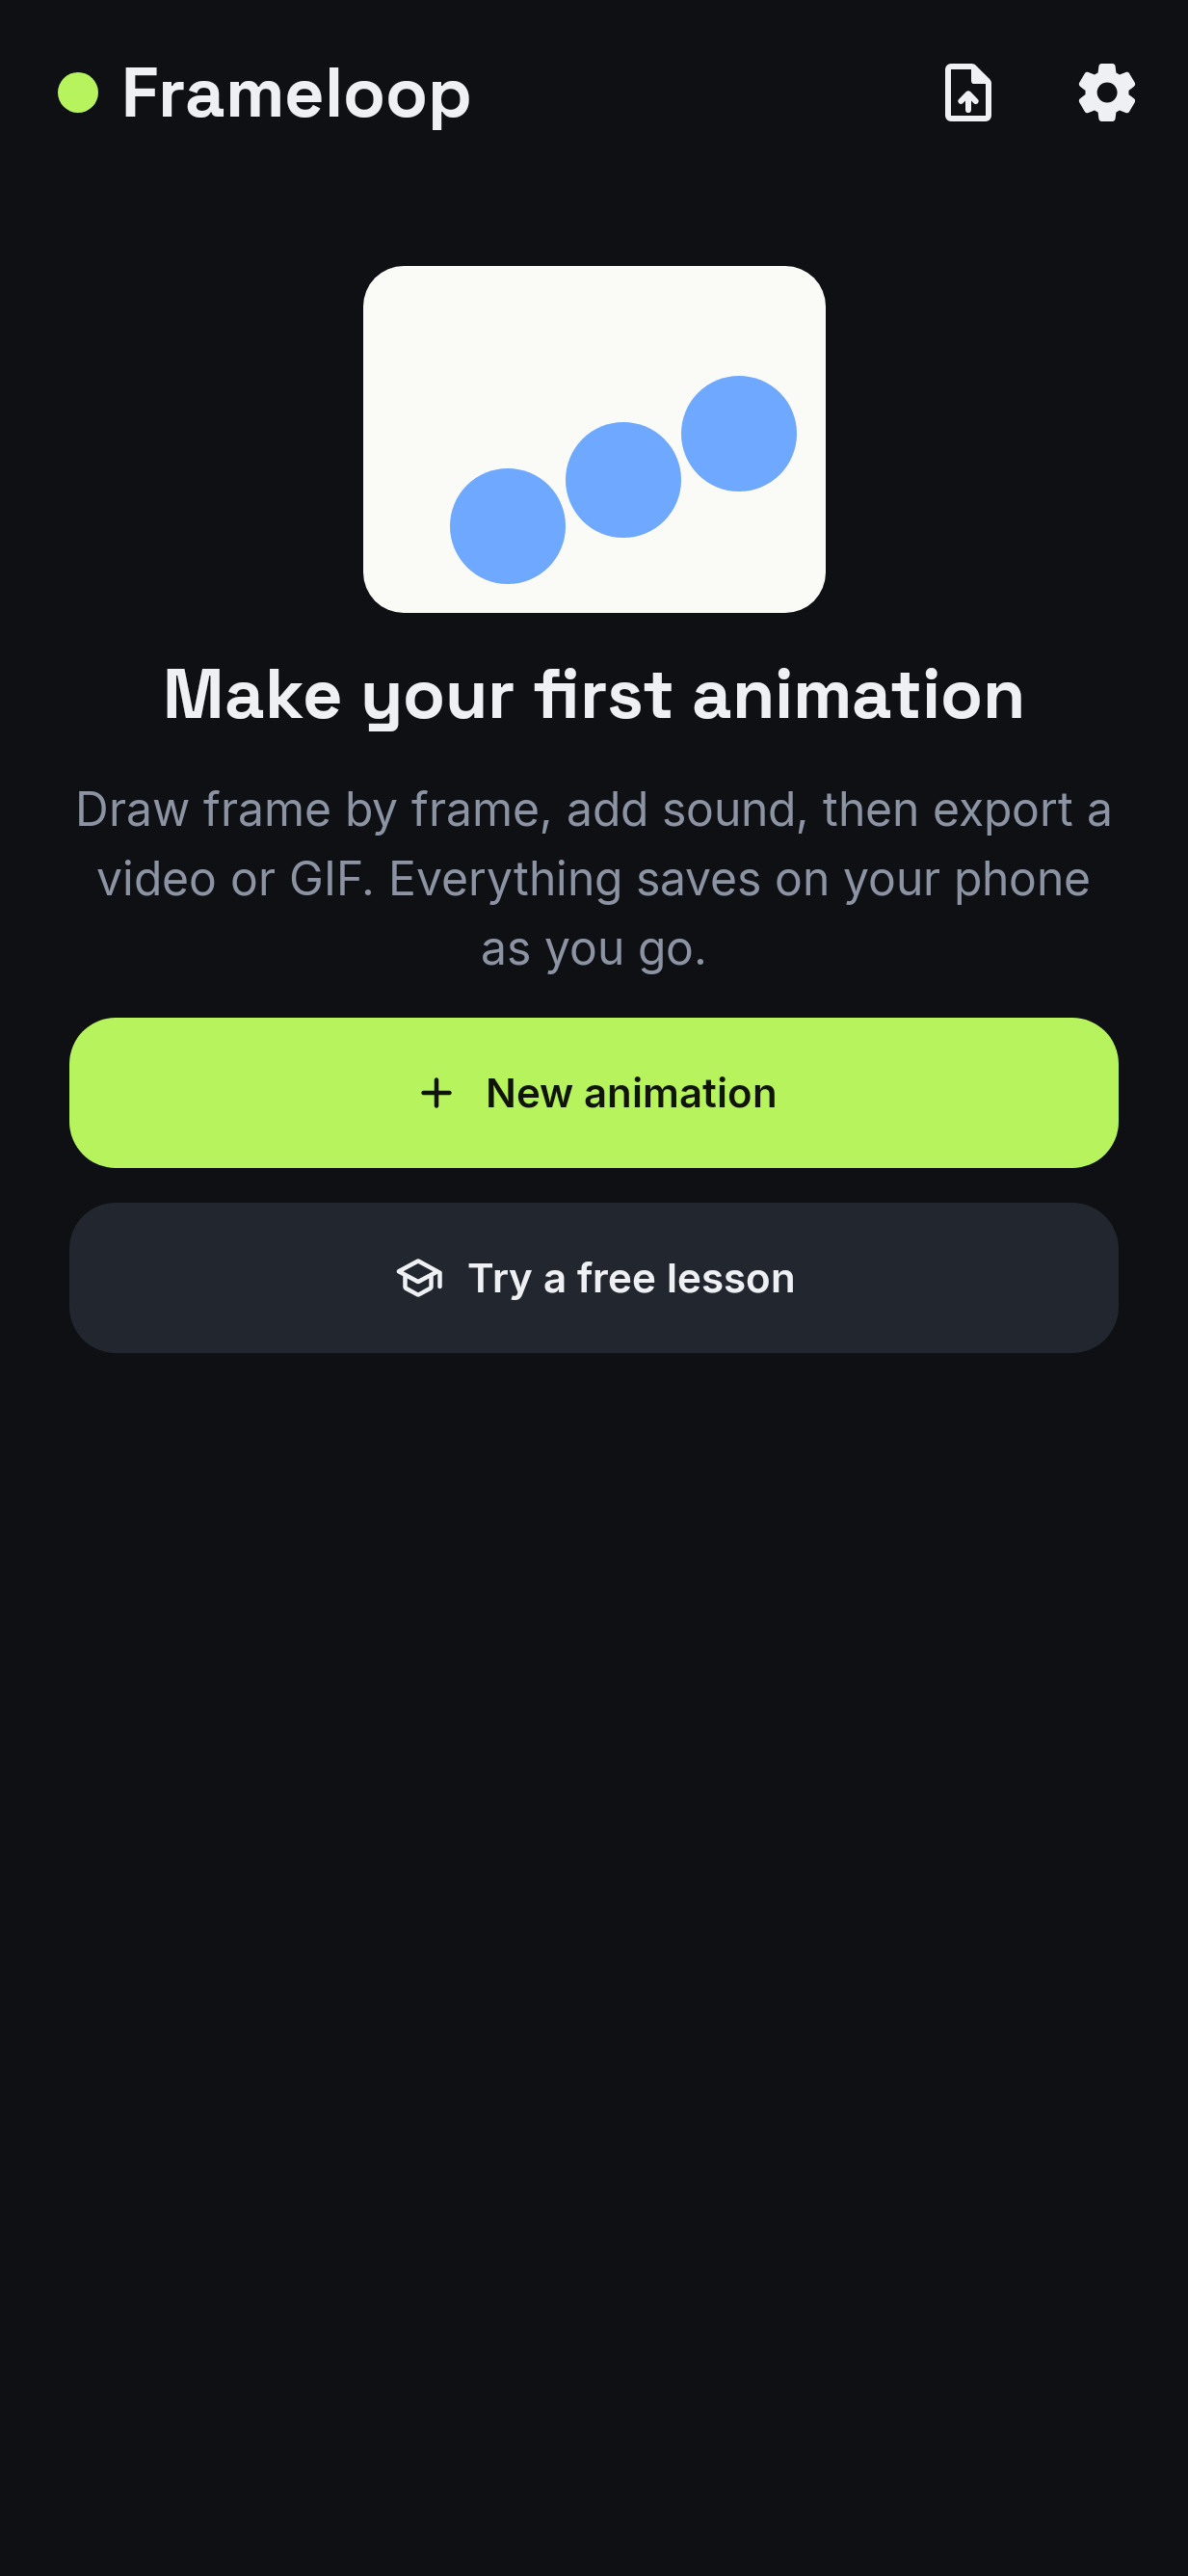 Frameloop
Make your first animation
Draw frame by frame, add sound, then export a
video or GIF. Everything saves on your phone
as you go.
New animation
Try a free lesson